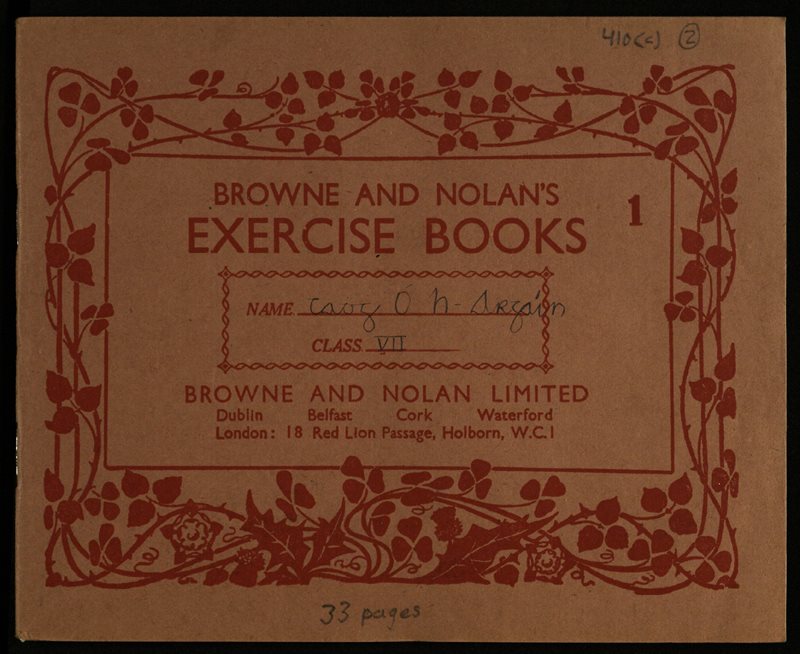 410(c) 2
BROWNE AND NOLAN'S
EXERCISE BOOKS 1
NAME Ó h-Argáin
CLASS VII
BROWNE AND NOLAN LIMITED
Dublin Belfast Cork Waterford
London: 18 Red Lion Passage, Holborn, W.C.1
33 pages